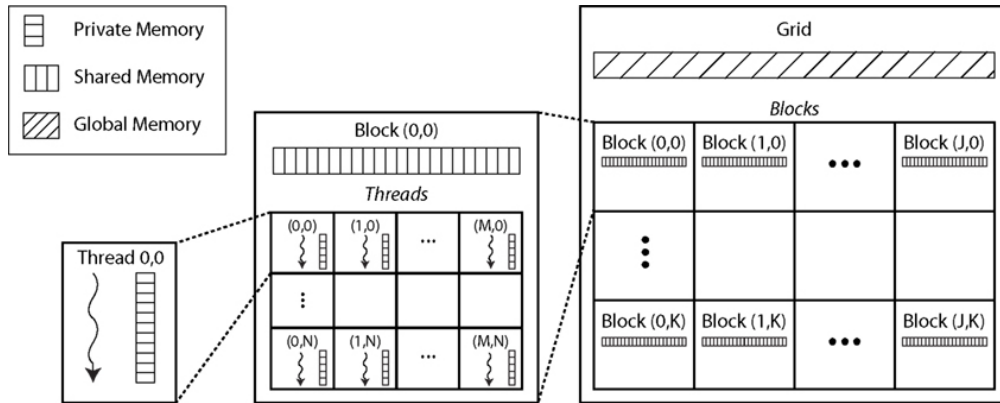 Private Memory
Shared Memory
Global Memory
Thread 0,0
Block (0,0)
Threads
(0,0) (1,0) ... (M,0)
...
(0,N) (1,N) ... (M,N)
Grid
Blocks
Block (0,0) Block (1,0) ... Block (J,0)
...
Block (0,K) Block (1,K) ... Block (J,K)